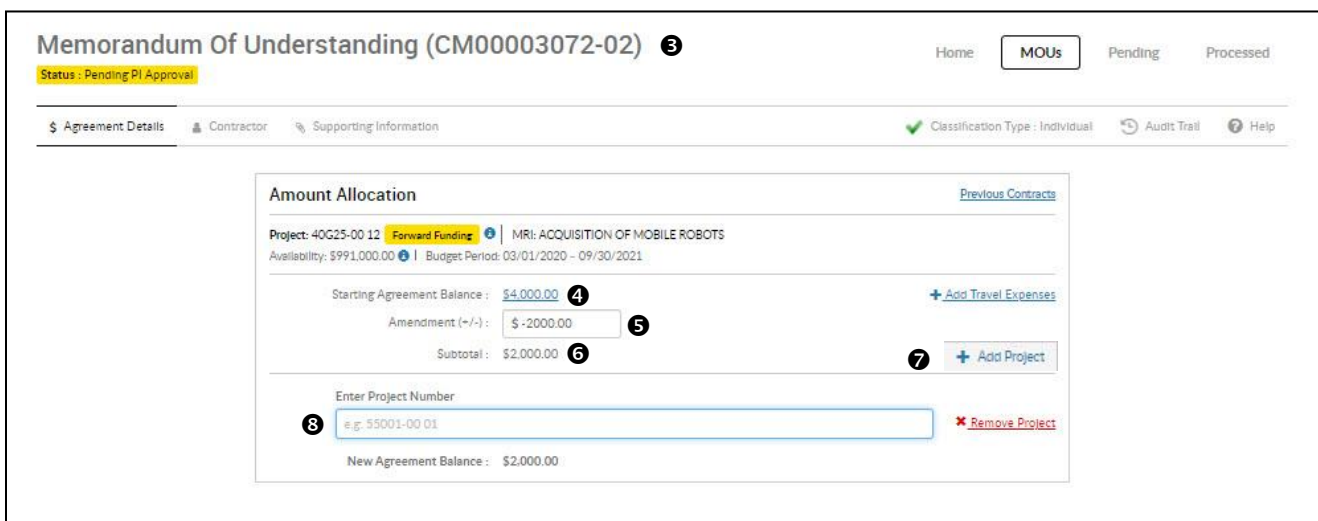 Memorandum Of Understanding (CM00003072-02) ❸
Home MOUs Pending Processed
Status : Pending PI Approval
$ Agreement Details Contractor Supporting Information Classification Type : Individual Audit Trail Help
Amount Allocation Previous Contracts
Project: 40G25-00 12 Forward Funding MRI: ACQUISITION OF MOBILE ROBOTS
Availability: $991,000.00 | Budget Period: 03/01/2020 - 09/30/2021
Starting Agreement Balance : $4,000.00 ❹ + Add Travel Expenses
Amendment (+/-) : $ -2000.00 ❺
Subtotal : $2,000.00 ❻ ❼ + Add Project
Enter Project Number
❽ e.g. 55001-00 01 ✖ Remove Project
New Agreement Balance : $2,000.00